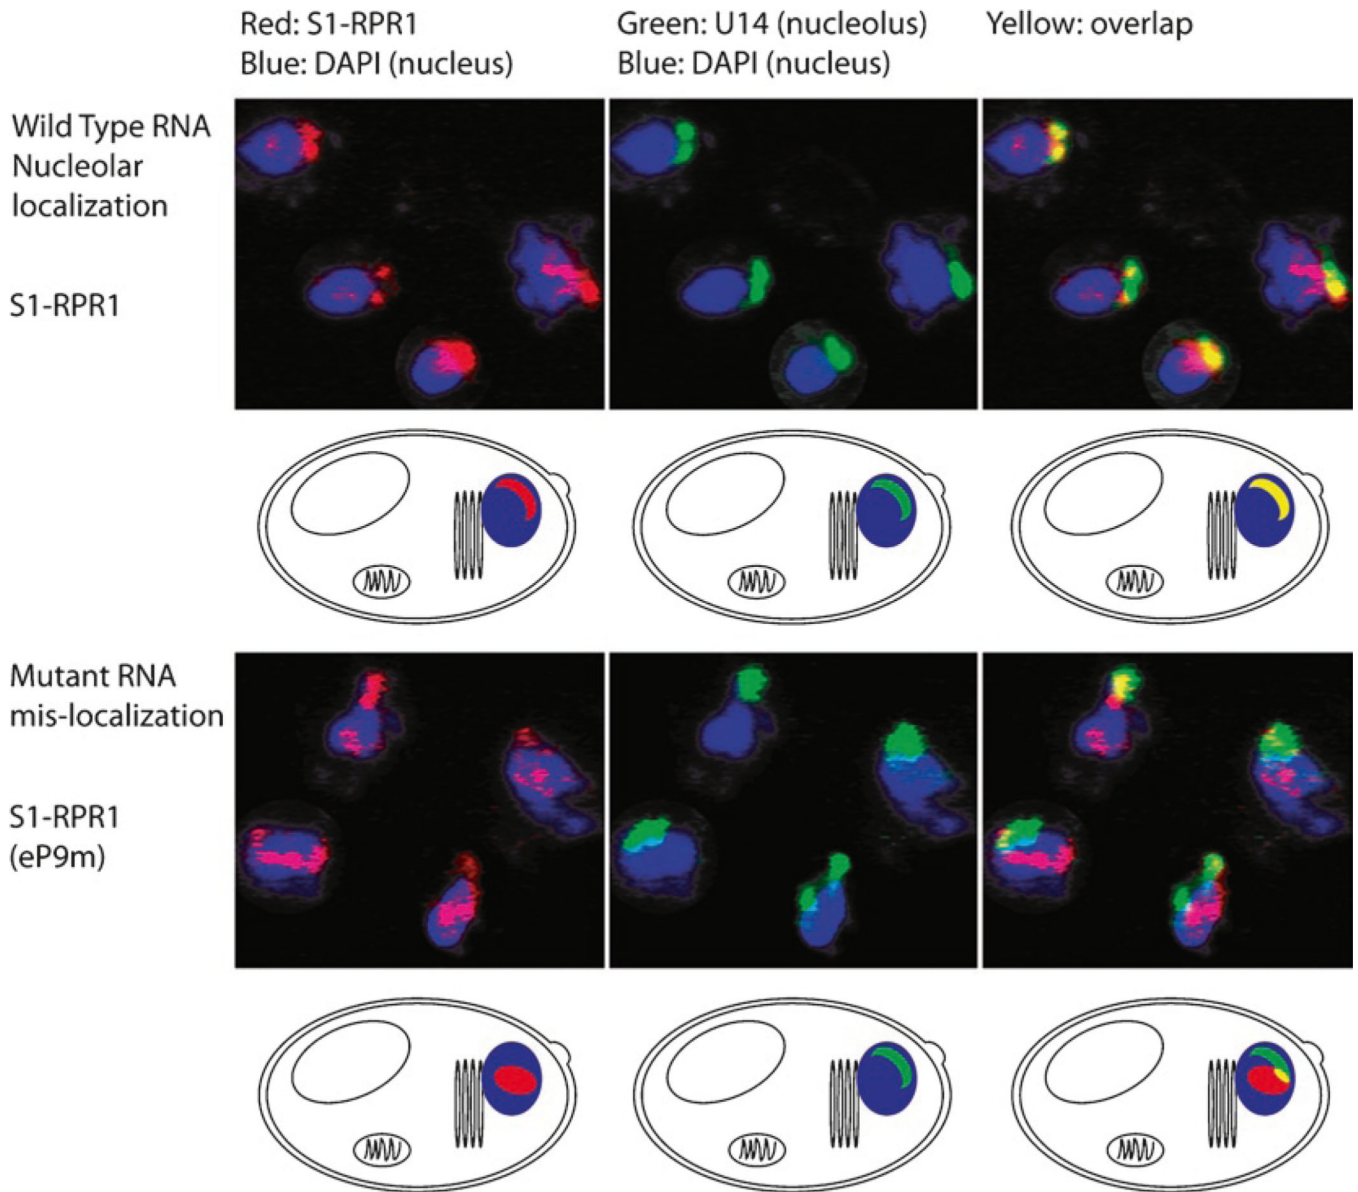 Red: S1-RPR1
Blue: DAPI (nucleus)
Green: U14 (nucleolus)
Blue: DAPI (nucleus)
Yellow: overlap
Wild Type RNA
Nucleolar
localization
S1-RPR1
Mutant RNA
mis-localization
S1-RPR1
(eP9m)